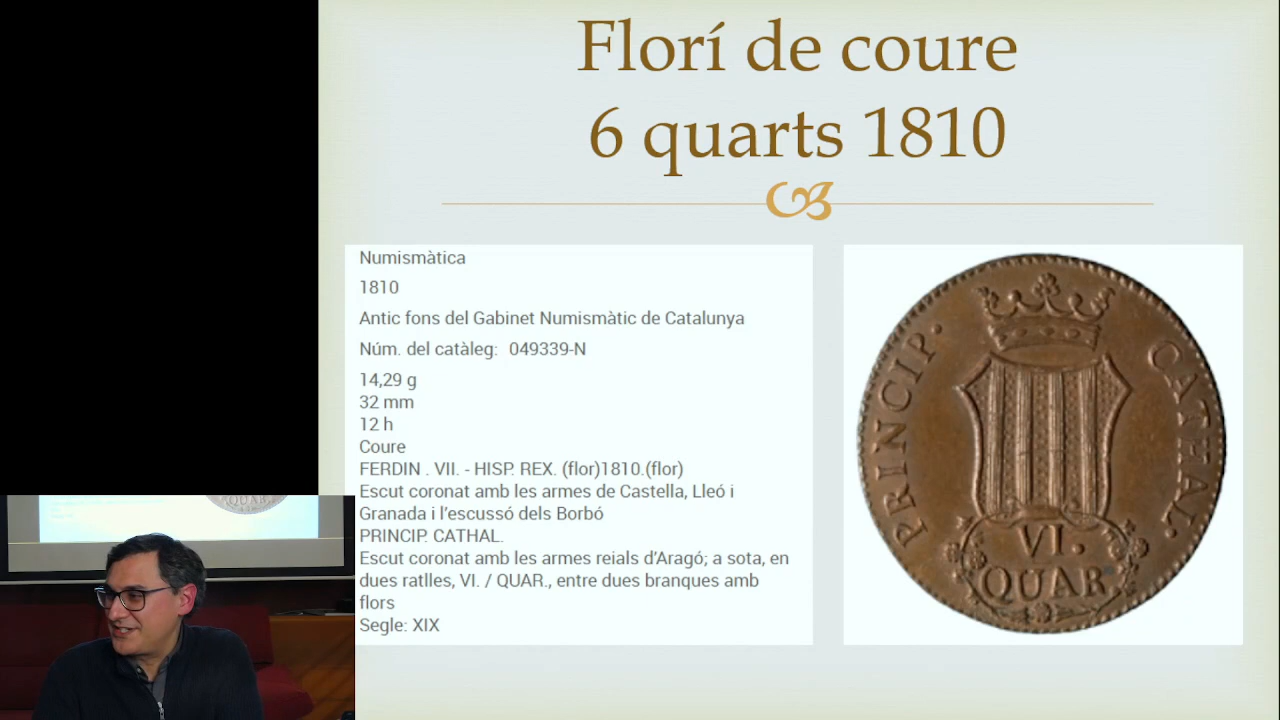 Florí de coure
6 quarts 1810
Numismàtica
1810
Antic fons del Gabinet Numismàtic de Catalunya
Núm. del catàleg: 049339-N
14,29 g
32 mm
12 h
Coure
FERDIN . VII. - HISP. REX. (flor)1810.(flor)
Escut coronat amb les armes de Castella, Lleó i
Granada i l'escussó dels Borbó
PRINCIP. CATHAL.
Escut coronat amb les armes reials d'Aragó; a sota, en
dues ratlles, VI. / QUAR., entre dues branques amb
flors
Segle: XIX
PRINCIP.
CATHAL.
VI.
QUAR
QUAR